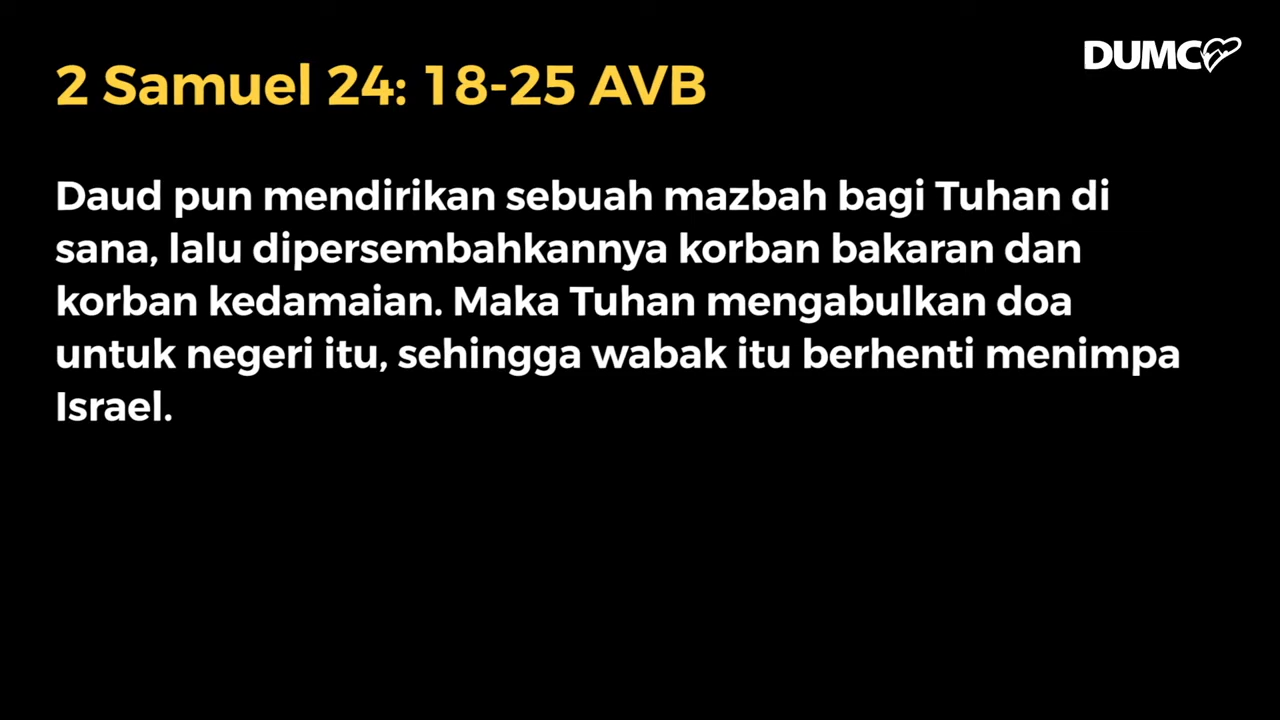 DUMC
2 Samuel 24: 18-25 AVB
Daud pun mendirikan sebuah mazbah bagi Tuhan di
sana, lalu dipersembahkannya korban bakaran dan
korban kedamaian. Maka Tuhan mengabulkan doa
untuk negeri itu, sehingga wabak itu berhenti menimpa
Israel.